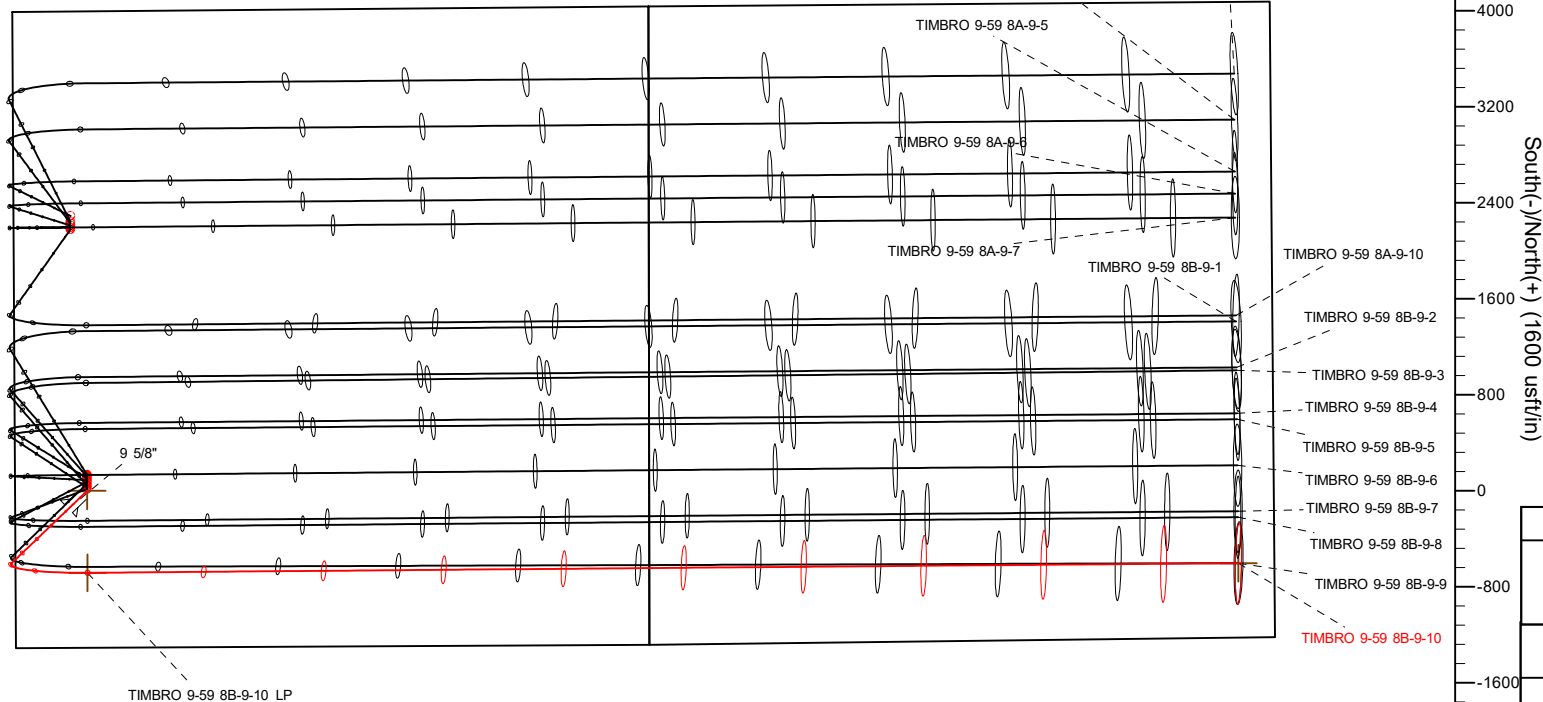 4000
TIMBRO 9-59 8A-9-5
3200
TIMBRO 9-59 8A-9-6
2400
TIMBRO 9-59 8A-9-7
TIMBRO 9-59 8A-9-10
TIMBRO 9-59 8B-9-1
1600
TIMBRO 9-59 8B-9-2
TIMBRO 9-59 8B-9-3
800
TIMBRO 9-59 8B-9-4
TIMBRO 9-59 8B-9-5
9 5/8"
TIMBRO 9-59 8B-9-6
0
TIMBRO 9-59 8B-9-7
TIMBRO 9-59 8B-9-8
TIMBRO 9-59 8B-9-9
-800
TIMBRO 9-59 8B-9-10
-1600
TIMBRO 9-59 8B-9-10 LP
South(-)/North(+) (1600 usft/in)